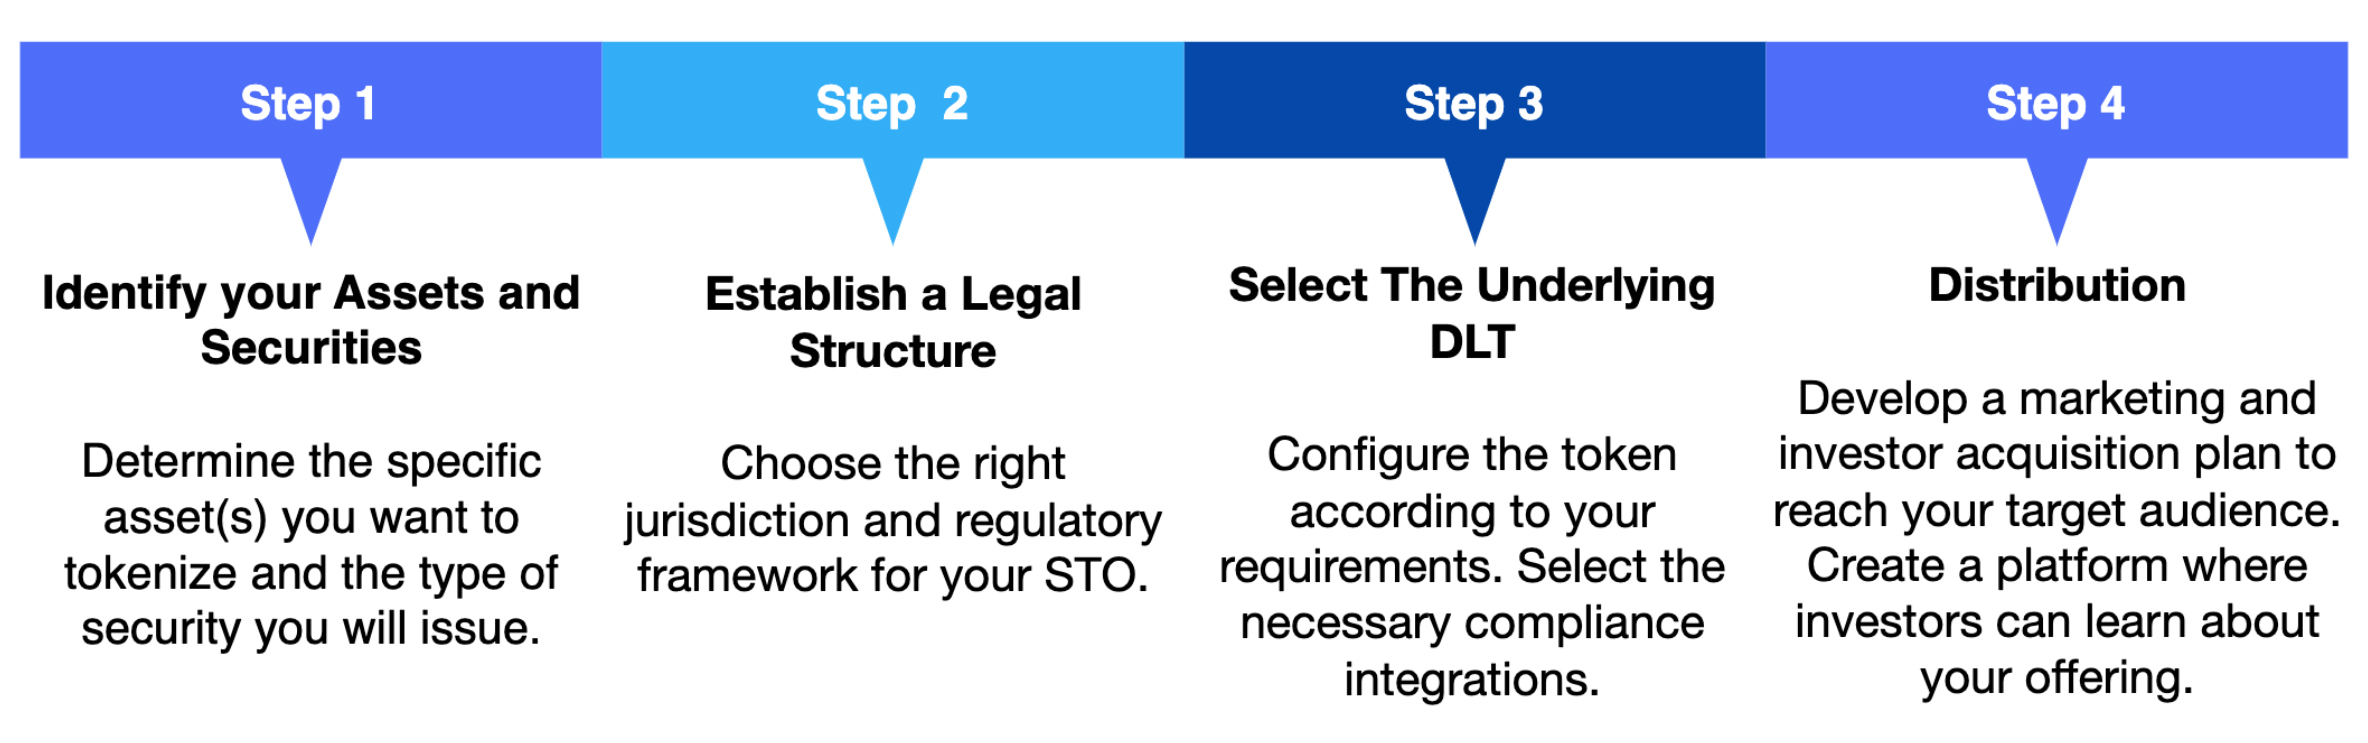 Step 1
Step 2
Step 3
Step 4
Identify your Assets and
Securities
Determine the specific
asset(s) you want to
tokenize and the type of
security you will issue.
Establish a Legal
Structure
Choose the right
jurisdiction and regulatory
framework for your STO.
Select The Underlying
DLT
Configure the token
according to your
requirements. Select the
necessary compliance
integrations.
Distribution
Develop a marketing and
investor acquisition plan to
reach your target audience.
Create a platform where
investors can learn about
your offering.